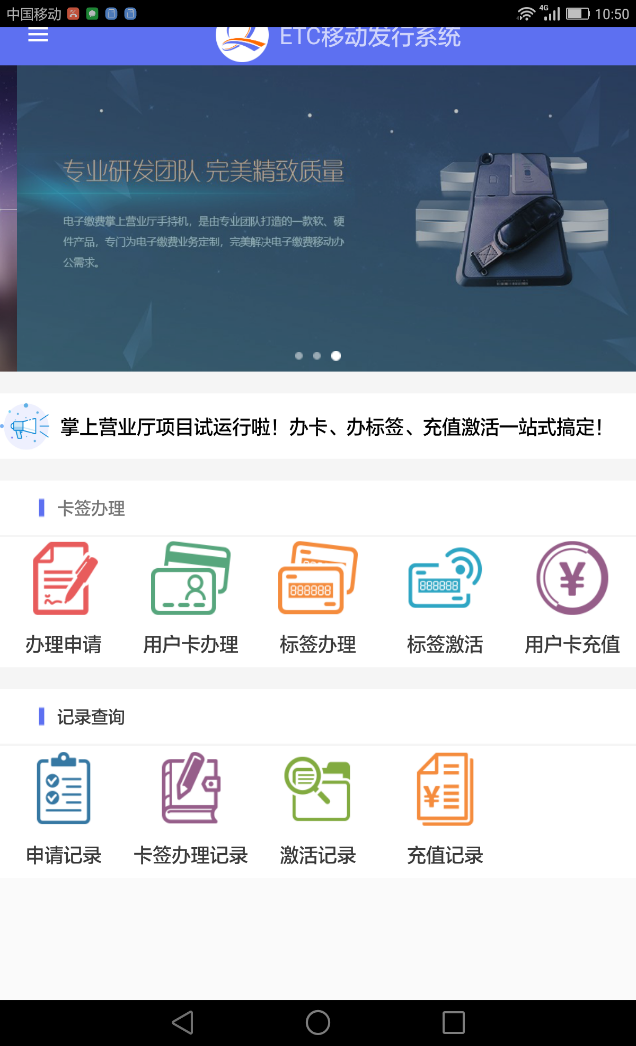 中国移动 4G 10:50
ETC移动发行系统
专业研发团队 完美精致质量
电子缴费掌上营业厅手持机，是由专业团队打造的一款软、硬
件产品，专门为电子缴费业务定制，完美解决电子缴费移动办
公需求。
掌上营业厅项目试运行啦！办卡、办标签、充值激活一站式搞定！
卡签办理
办理申请 用户卡办理 标签办理 标签激活 用户卡充值
记录查询
申请记录 卡签办理记录 激活记录 充值记录